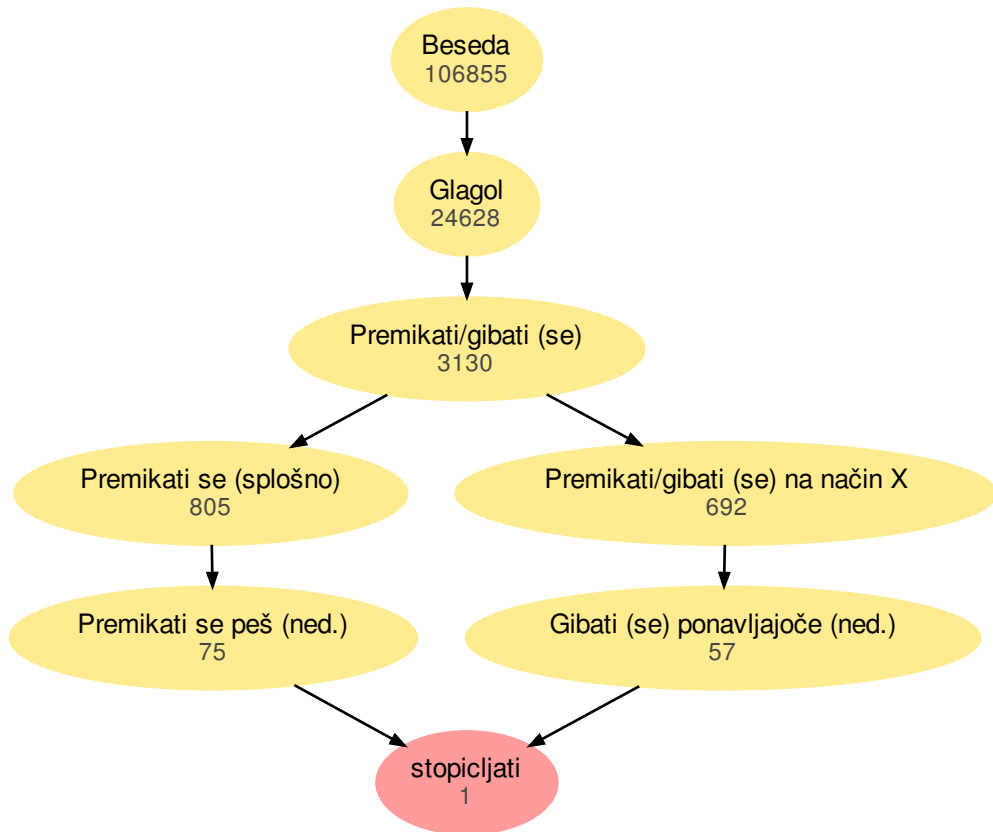 Beseda
106855
Glagol
24628
Premikati/gibati (se)
3130
Premikati se (splošno)
805
Premikati/gibati (se) na način X
692
Premikati se peš (ned.)
75
Gibati (se) ponavljajoče (ned.)
57
stopicljati
1